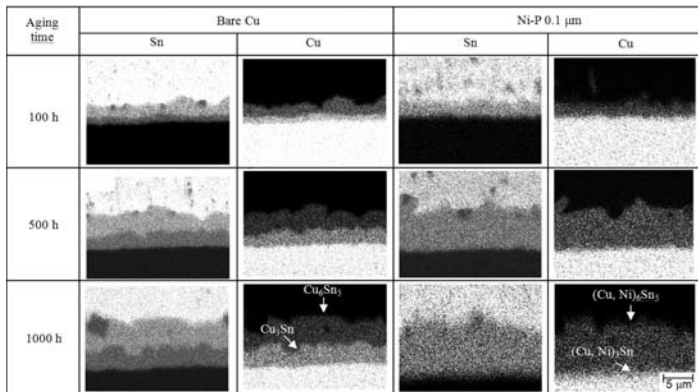 Aging time
Bare Cu
Ni-P 0.1 μm
Sn
Cu
Sn
Cu
100 h
500 h
1000 h
Cu₆Sn₅
Cu₃Sn
(Cu, Ni)₆Sn₅
(Cu, Ni)₃Sn
5 μm